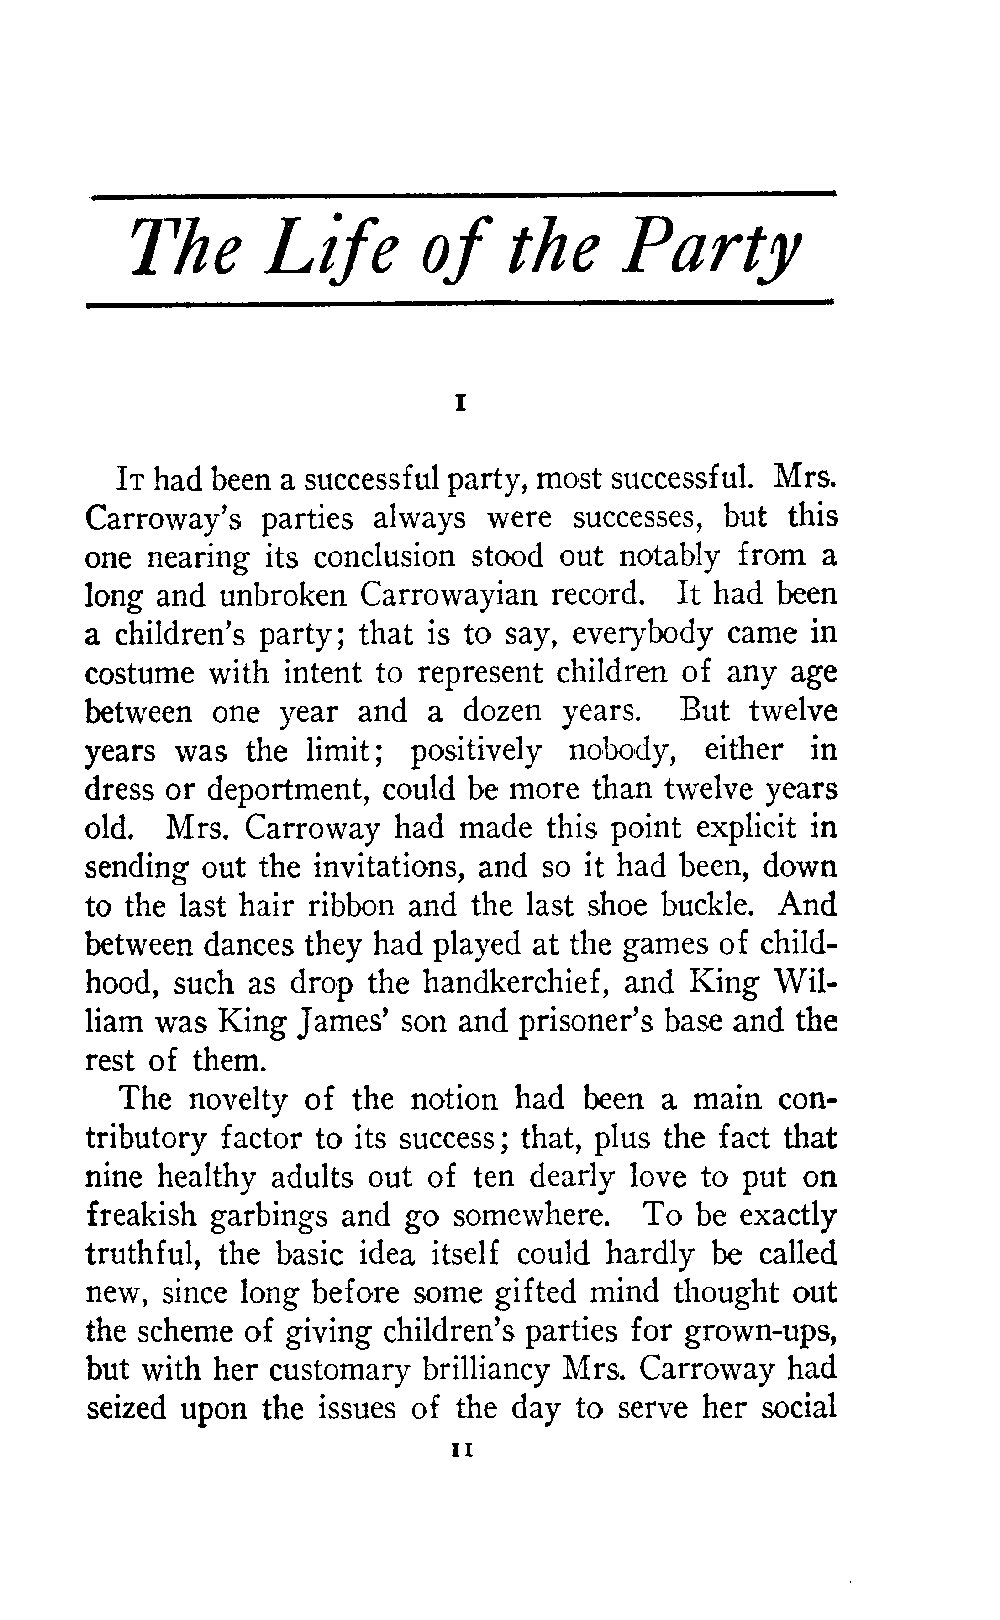 The Life of the Party
I
IT had been a successful party, most successful. Mrs.
Carroway's parties always were successes, but this
one nearing its conclusion stood out notably from a
long and unbroken Carrowayian record. It had been
a children's party; that is to say, everybody came in
costume with intent to represent children of any age
between one year and a dozen years. But twelve
years was the limit; positively nobody, either in
dress or deportment, could be more than twelve years
old. Mrs. Carroway had made this point explicit in
sending out the invitations, and so it had been, down
to the last hair ribbon and the last shoe buckle. And
between dances they had played at the games of child-
hood, such as drop the handkerchief, and King Wil-
liam was King James' son and prisoner's base and the
rest of them.
The novelty of the notion had been a main con-
tributory factor to its success; that, plus the fact that
nine healthy adults out of ten dearly love to put on
freakish garbings and go somewhere. To be exactly
truthful, the basic idea itself could hardly be called
new, since long before some gifted mind thought out
the scheme of giving children's parties for grown-ups,
but with her customary brilliancy Mrs. Carroway had
seized upon the issues of the day to serve her social
11